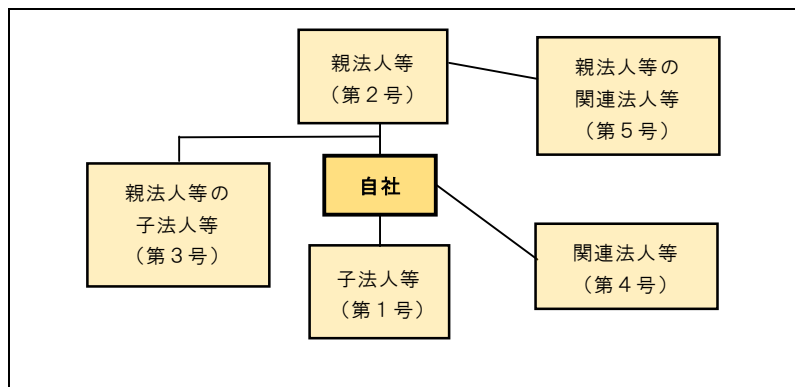 親法人等
（第２号）
親法人等の
関連法人等
（第５号）
自社
親法人等の
子法人等
（第３号）
子法人等
（第１号）
関連法人等
（第４号）